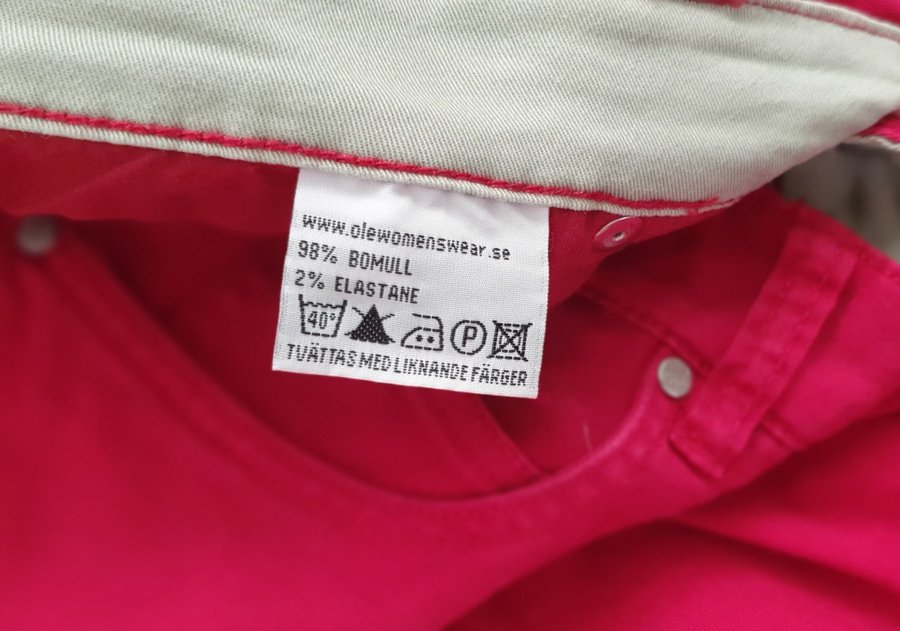 www.olewomenswear.se
98% BOMULL
2% ELASTANE
40° P
TVÄTTAS MED LIKNANDE FÄRGER